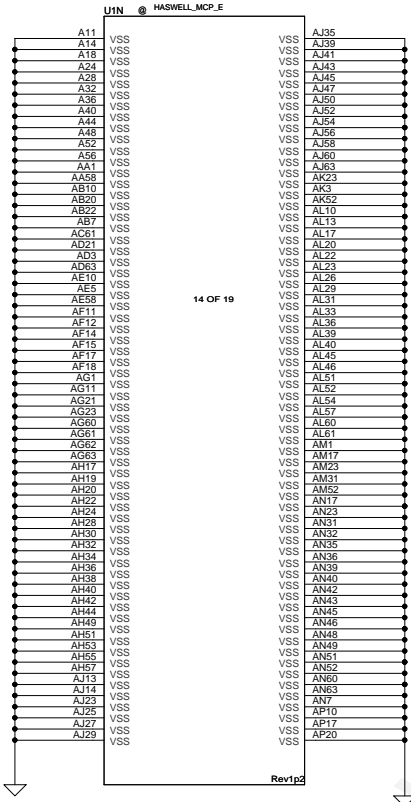 U1N @ HASWELL_MCP_E
A11 VSS VSS AJ35
A14 VSS VSS AJ39
A18 VSS VSS AJ41
A24 VSS VSS AJ43
A28 VSS VSS AJ45
A32 VSS VSS AJ47
A36 VSS VSS AJ50
A40 VSS VSS AJ52
A44 VSS VSS AJ54
A48 VSS VSS AJ56
A52 VSS VSS AJ58
A56 VSS VSS AJ60
AA1 VSS VSS AJ63
AA58 VSS VSS AK23
AB10 VSS VSS AK3
AB20 VSS VSS AK52
AB22 VSS VSS AL10
AB7 VSS VSS AL13
AC61 VSS VSS AL17
AD21 VSS VSS AL20
AD3 VSS VSS AL22
AD63 VSS VSS AL23
AE10 VSS VSS AL26
AE5 VSS VSS AL29
AE58 VSS 14 OF 19 VSS AL31
AF11 VSS VSS AL33
AF12 VSS VSS AL36
AF14 VSS VSS AL39
AF15 VSS VSS AL40
AF17 VSS VSS AL45
AF18 VSS VSS AL46
AG1 VSS VSS AL51
AG11 VSS VSS AL52
AG21 VSS VSS AL54
AG23 VSS VSS AL57
AG60 VSS VSS AL60
AG61 VSS VSS AL61
AG62 VSS VSS AM1
AG63 VSS VSS AM17
AH17 VSS VSS AM23
AH19 VSS VSS AM31
AH20 VSS VSS AM52
AH22 VSS VSS AN17
AH24 VSS VSS AN23
AH28 VSS VSS AN31
AH30 VSS VSS AN32
AH32 VSS VSS AN35
AH34 VSS VSS AN36
AH36 VSS VSS AN39
AH38 VSS VSS AN40
AH40 VSS VSS AN42
AH42 VSS VSS AN43
AH44 VSS VSS AN45
AH49 VSS VSS AN46
AH51 VSS VSS AN48
AH53 VSS VSS AN49
AH55 VSS VSS AN51
AH57 VSS VSS AN52
AJ13 VSS VSS AN60
AJ14 VSS VSS AN63
AJ23 VSS VSS AN7
AJ25 VSS VSS AP10
AJ27 VSS VSS AP17
AJ29 VSS VSS AP20
Rev1p2